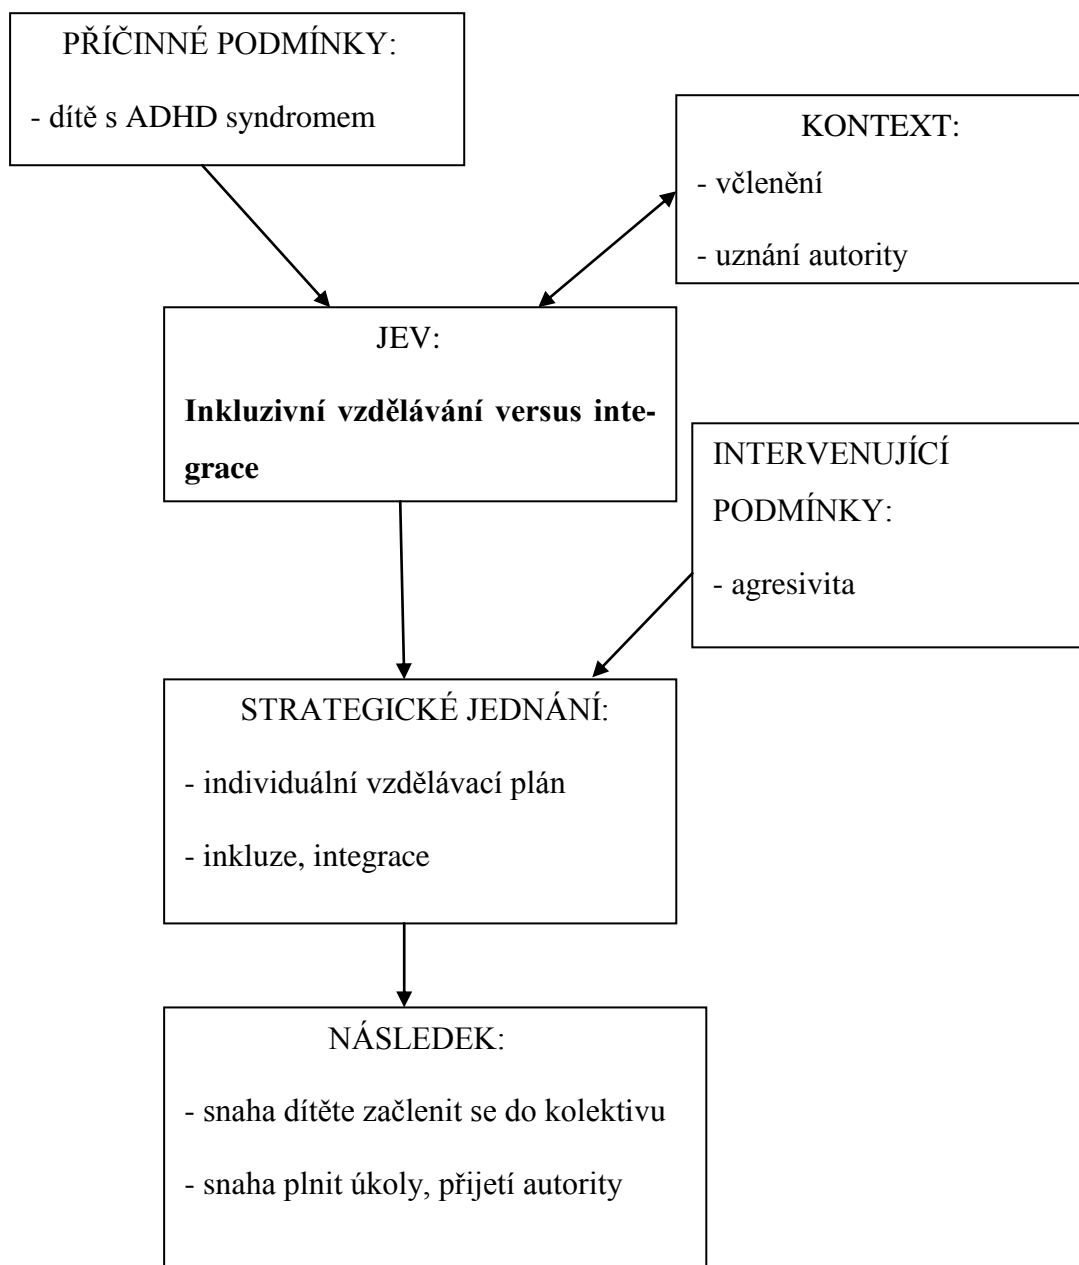 PŘÍČINNÉ PODMÍNKY:
- dítě s ADHD syndromem
KONTEXT:
- včlenění
- uznání autority
JEV:
Inkluzivní vzdělávání versus inte-
grace
INTERVENUJÍCÍ
PODMÍNKY:
- agresivita
STRATEGICKÉ JEDNÁNÍ:
- individuální vzdělávací plán
- inkluze, integrace
NÁSLEDEK:
- snaha dítěte začlenit se do kolektivu
- snaha plnit úkoly, přijetí autority